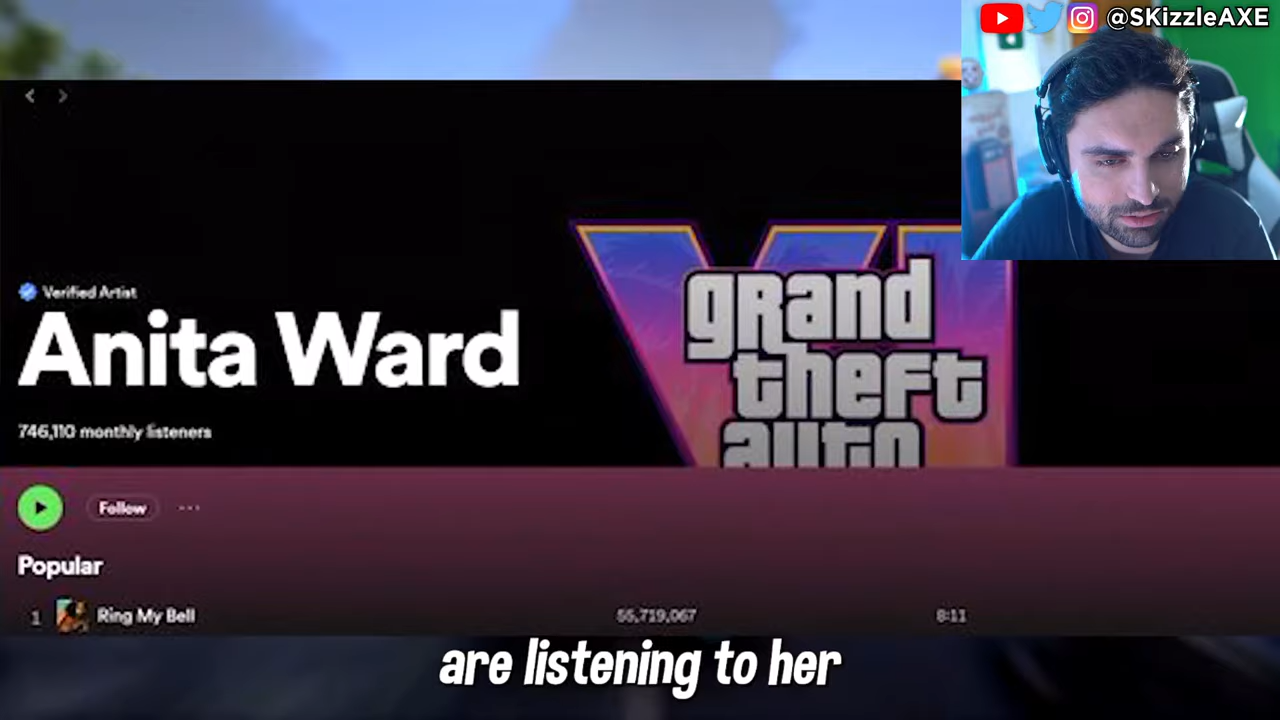 @SKizzleAXE
Verified Artist
Anita Ward
746,110 monthly listeners
VI
grand
theft
auto
Follow
Popular
1 Ring My Bell 55,719,067 8:11
are listening to her